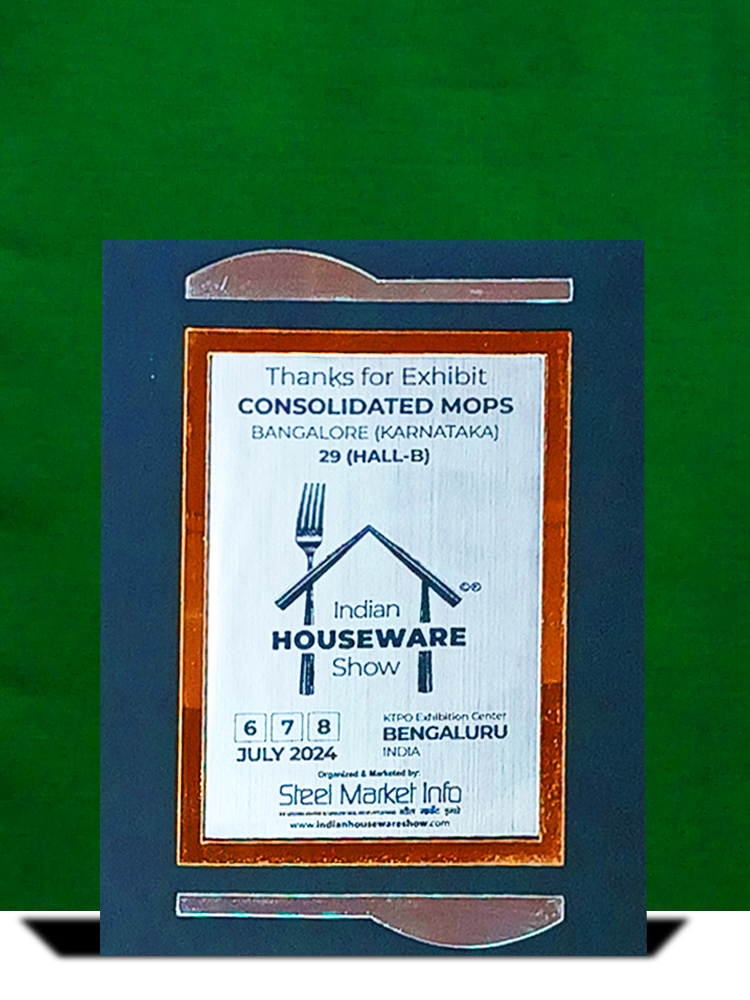 Thanks for Exhibit
CONSOLIDATED MOPS
BANGALORE (KARNATAKA)
29 (HALL-B)
©®
Indian
HOUSEWARE
Show
6 7 8
JULY 2024
KTPO Exhibition Center
BENGALURU
INDIA
Organized & Marketed by:
Steel Market Info
स्टील मार्केट इन्फो
www.indianhousewareshow.com